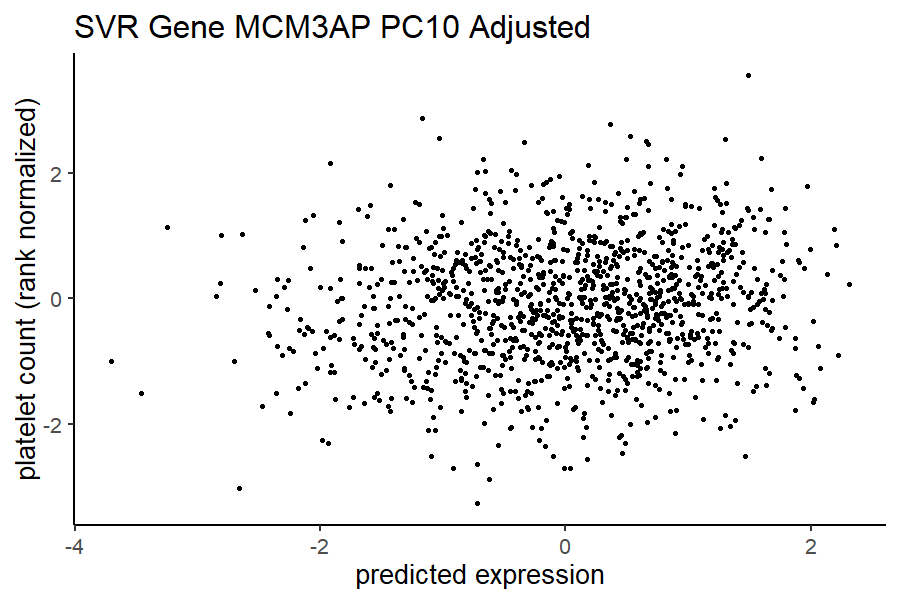 SVR Gene MCM3AP PC10 Adjusted
platelet count (rank normalized)
2
0
-2
-4
-2
0
2
predicted expression